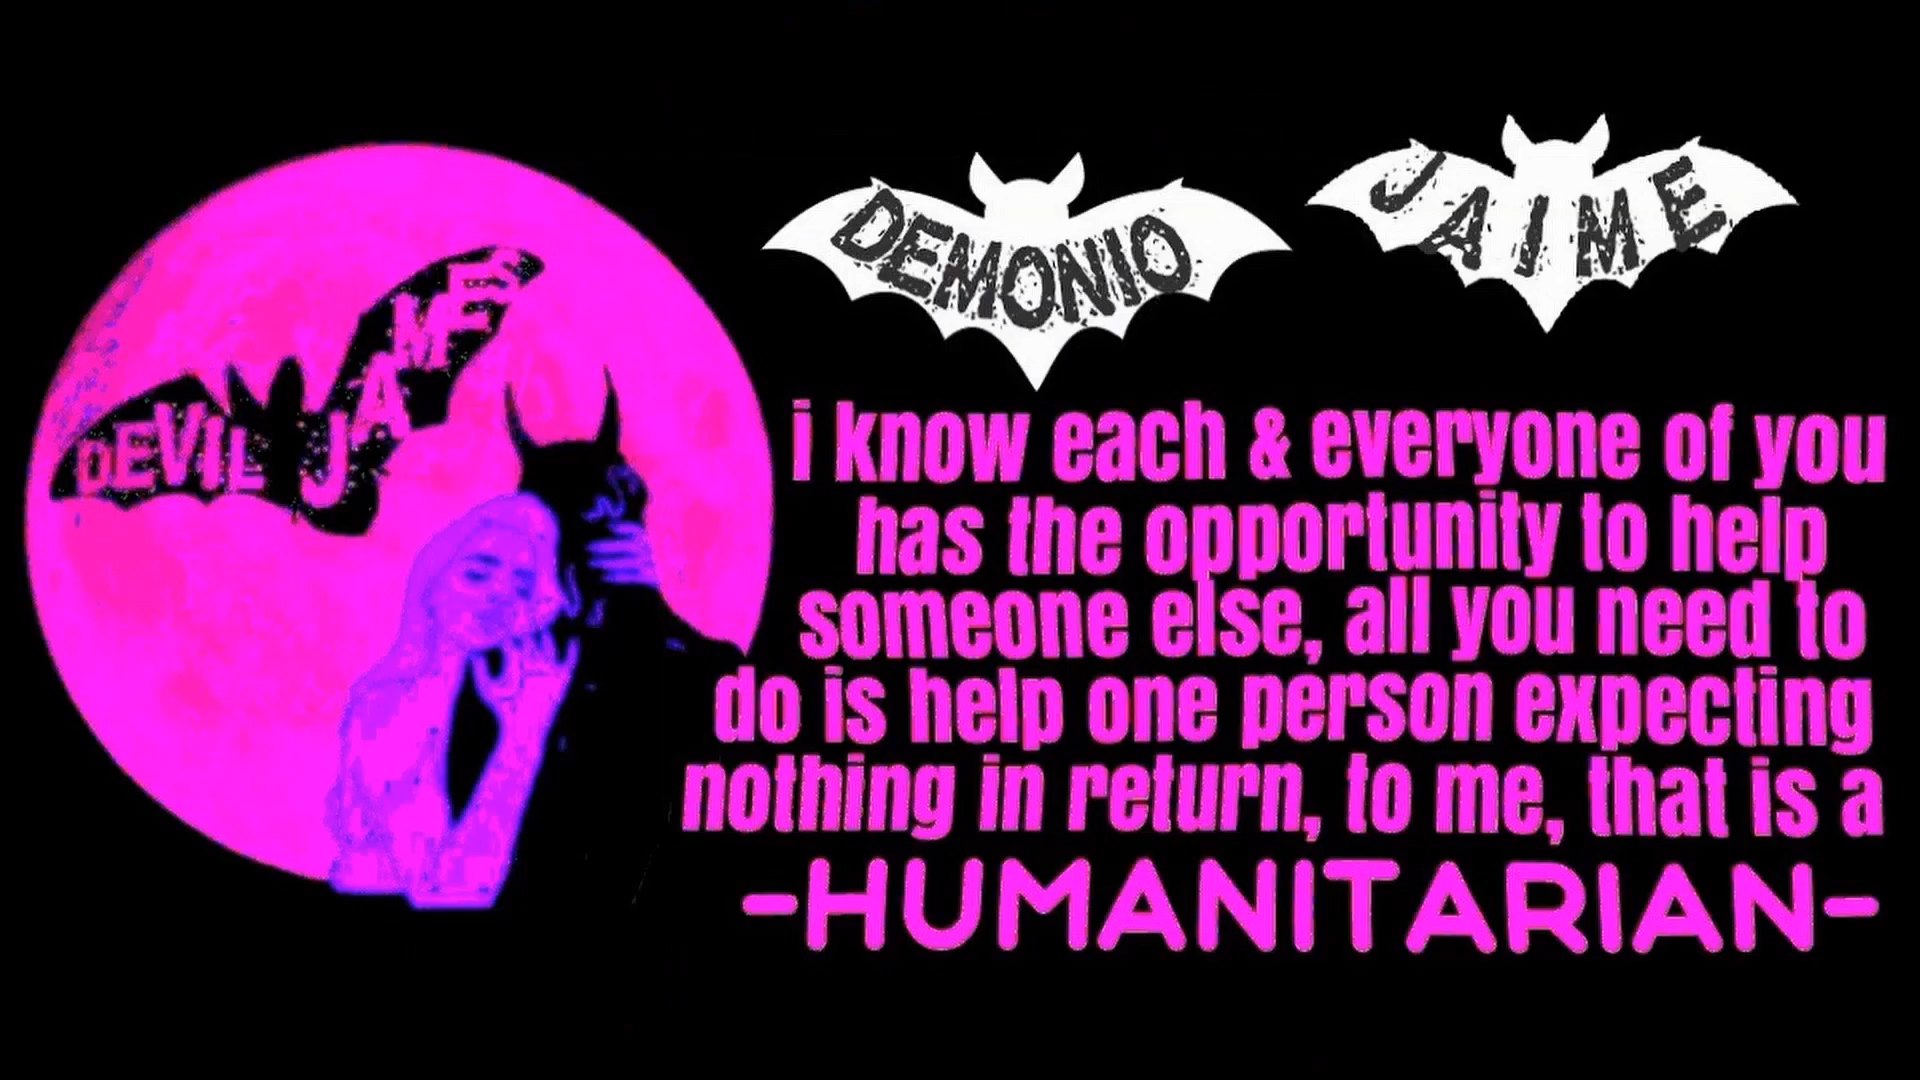 DEVIL JAMES
DEMONIO
JAIME
i know each & everyone of you
has the opportunity to help
someone else, all you need to
do is help one person expecting
nothing in return, to me, that is a
-HUMANITARIAN-